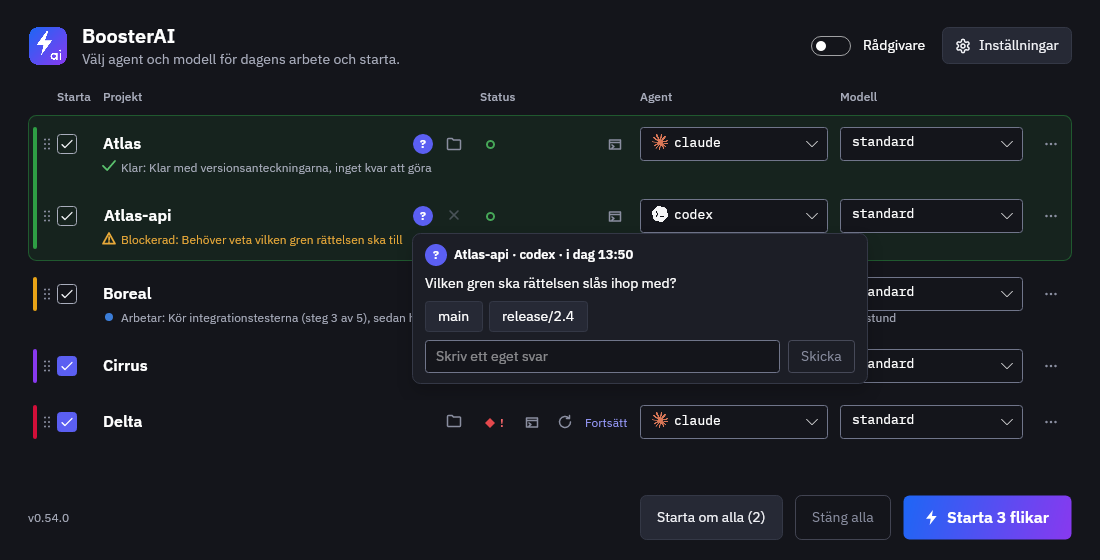 ai
BoosterAI
Välj agent och modell för dagens arbete och starta.
Rådgivare
Inställningar
Starta Projekt Status Agent Modell
Atlas ? claude standard
Klar: Klar med versionsanteckningarna, inget kvar att göra
Atlas-api ? codex standard
Blockerad: Behöver veta vilken gren rättelsen ska till
? Atlas-api · codex · i dag 13:50
Vilken gren ska rättelsen slås ihop med?
main release/2.4
Skriv ett eget svar Skicka
Boreal andard
Arbetar: Kör integrationstesterna (steg 3 av 5), sedan stund
Cirrus andard
Delta ! Fortsätt claude standard
v0.54.0 Starta om alla (2) Stäng alla Starta 3 flikar